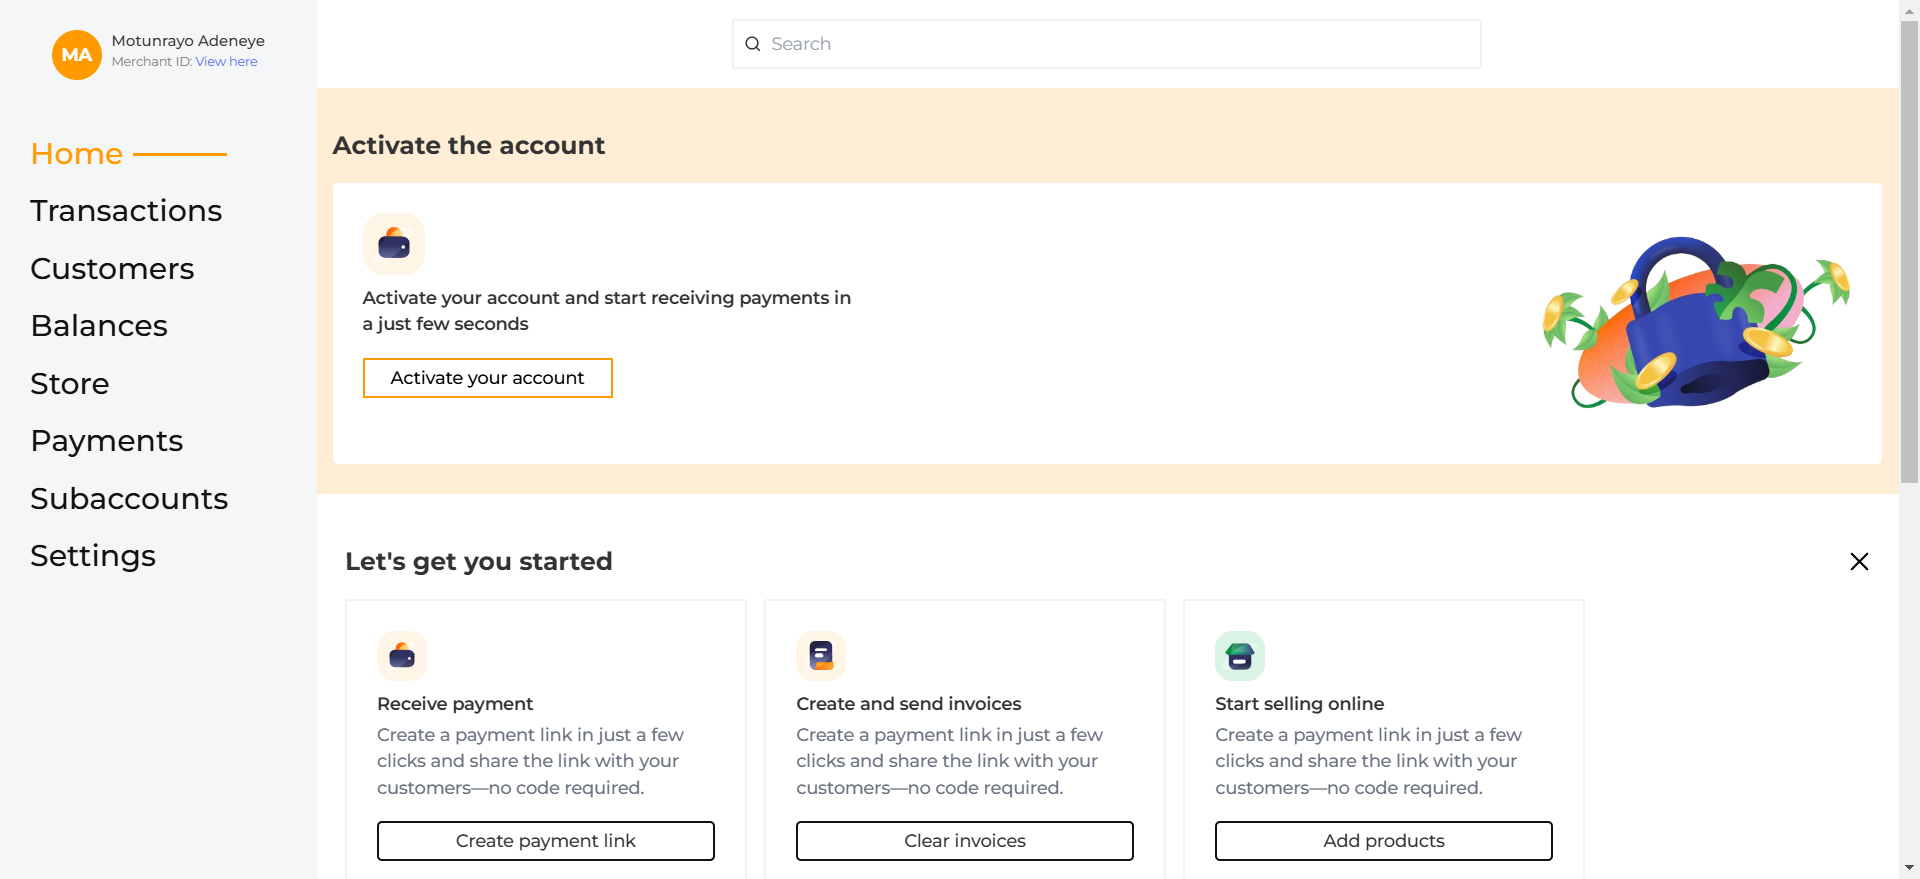 MA
Motunrayo Adeneye
Merchant ID: View here
Home
Transactions
Customers
Balances
Store
Payments
Subaccounts
Settings
Search
Activate the account
Activate your account and start receiving payments in
a just few seconds
Activate your account
Let's get you started
Receive payment
Create a payment link in just a few
clicks and share the link with your
customers—no code required.
Create payment link
Create and send invoices
Create a payment link in just a few
clicks and share the link with your
customers—no code required.
Clear invoices
Start selling online
Create a payment link in just a few
clicks and share the link with your
customers—no code required.
Add products